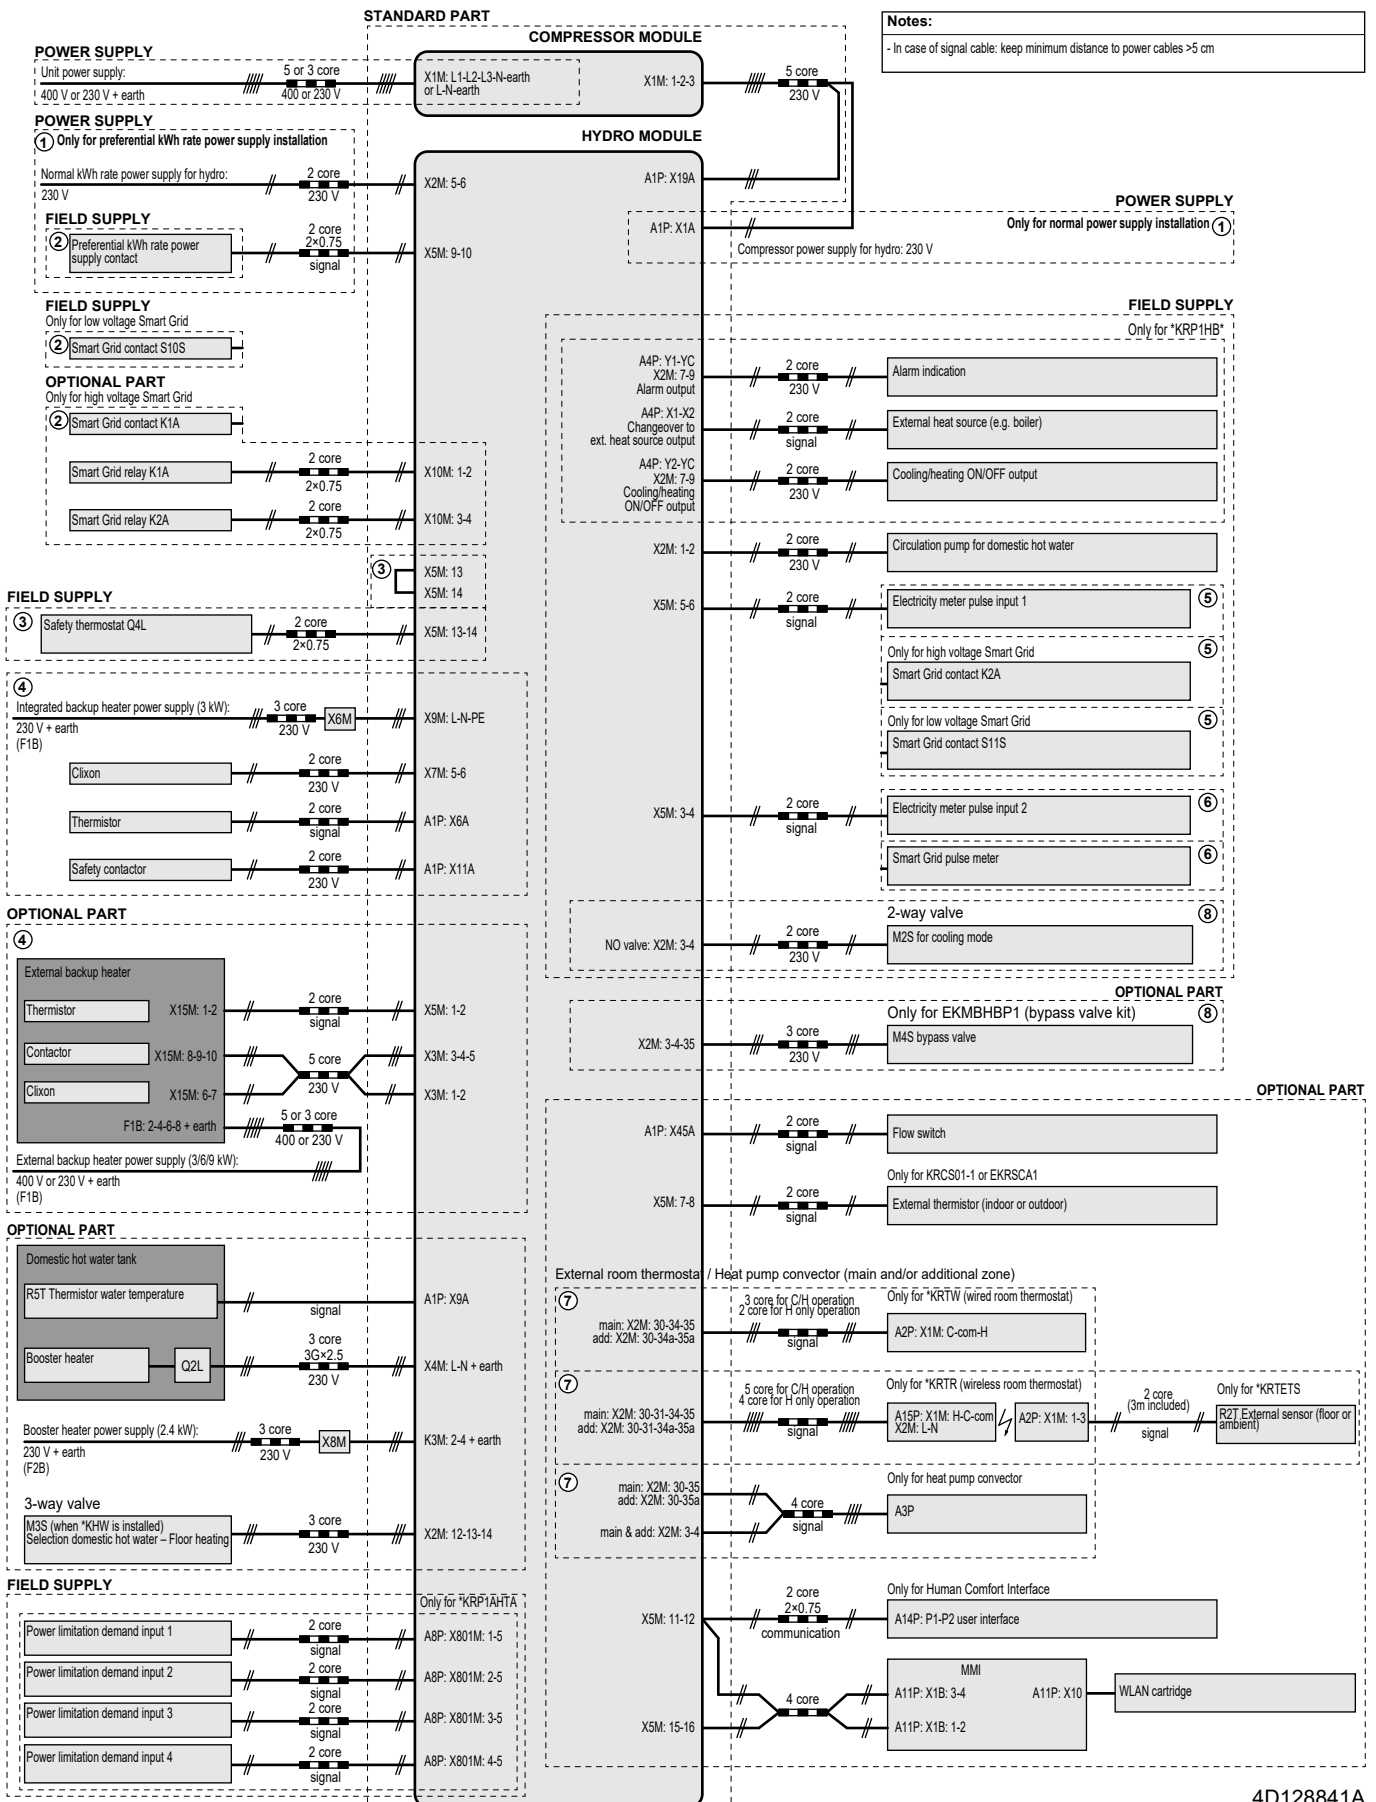 STANDARD PART
COMPRESSOR MODULE
Notes:
- In case of signal cable: keep minimum distance to power cables >5 cm
POWER SUPPLY
Unit power supply:
400 V or 230 V + earth
5 or 3 core
400 or 230 V
X1M: L1-L2-L3-N-earth
or L-N-earth
X1M: 1-2-3
5 core
230 V
POWER SUPPLY
1 Only for preferential kWh rate power supply installation
Normal kWh rate power supply for hydro:
230 V
2 core
230 V
X2M: 5-6
FIELD SUPPLY
2
Preferential kWh rate power
supply contact
2 core
2×0.75
signal
X5M: 9-10
HYDRO MODULE
A1P: X19A
A1P: X1A
POWER SUPPLY
Only for normal power supply installation 1
Compressor power supply for hydro: 230 V
FIELD SUPPLY
Only for low voltage Smart Grid
2
Smart Grid contact S10S
OPTIONAL PART
Only for high voltage Smart Grid
2
Smart Grid contact K1A
Smart Grid relay K1A
2 core
2×0.75
X10M: 1-2
Smart Grid relay K2A
2 core
2×0.75
X10M: 3-4
3
X5M: 13
X5M: 14
FIELD SUPPLY
3
Safety thermostat Q4L
2 core
2×0.75
X5M: 13-14
4
Integrated backup heater power supply (3 kW):
230 V + earth
(F1B)
3 core
230 V
X6M
X9M: L-N-PE
Clixon
2 core
230 V
X7M: 5-6
Thermistor
2 core
signal
A1P: X6A
Safety contactor
2 core
230 V
A1P: X11A
OPTIONAL PART
4
External backup heater
Thermistor
X15M: 1-2
2 core
signal
X5M: 1-2
Contactor
X15M: 8-9-10
5 core
230 V
X3M: 3-4-5
Clixon
X15M: 6-7
X3M: 1-2
F1B: 2-4-6-8 + earth
5 or 3 core
400 or 230 V
External backup heater power supply (3/6/9 kW):
400 V or 230 V + earth
(F1B)
OPTIONAL PART
Domestic hot water tank
R5T Thermistor water temperature
signal
A1P: X9A
Booster heater
Q2L
3 core
3G×2.5
230 V
X4M: L-N + earth
Booster heater power supply (2.4 kW):
230 V + earth
(F2B)
3 core
230 V
X8M
K3M: 2-4 + earth
3-way valve
M3S (when *KHW is installed)
Selection domestic hot water – Floor heating
3 core
230 V
X2M: 12-13-14
FIELD SUPPLY
Only for *KRP1AHTA
Power limitation demand input 1
2 core
signal
A8P: X801M: 1-5
Power limitation demand input 2
2 core
signal
A8P: X801M: 2-5
Power limitation demand input 3
2 core
signal
A8P: X801M: 3-5
Power limitation demand input 4
2 core
signal
A8P: X801M: 4-5
FIELD SUPPLY
Only for *KRP1HB*
A4P: Y1-YC
X2M: 7-9
Alarm output
2 core
230 V
Alarm indication
A4P: X1-X2
Changeover to
ext. heat source output
2 core
signal
External heat source (e.g. boiler)
A4P: Y2-YC
X2M: 7-9
Cooling/heating
ON/OFF output
2 core
230 V
Cooling/heating ON/OFF output
X2M: 1-2
2 core
230 V
Circulation pump for domestic hot water
X5M: 5-6
2 core
signal
Electricity meter pulse input 1
5
Only for high voltage Smart Grid
5
Smart Grid contact K2A
Only for low voltage Smart Grid
5
Smart Grid contact S11S
X5M: 3-4
2 core
signal
Electricity meter pulse input 2
6
Smart Grid pulse meter
6
2-way valve
8
NO valve: X2M: 3-4
2 core
230 V
M2S for cooling mode
OPTIONAL PART
Only for EKMBHBP1 (bypass valve kit)
8
X2M: 3-4-35
3 core
230 V
M4S bypass valve
OPTIONAL PART
A1P: X45A
2 core
signal
Flow switch
Only for KRCS01-1 or EKRSCA1
X5M: 7-8
2 core
signal
External thermistor (indoor or outdoor)
External room thermostat / Heat pump convector (main and/or additional zone)
7
main: X2M: 30-34-35
add: X2M: 30-34a-35a
3 core for C/H operation
2 core for H only operation
signal
Only for *KRTW (wired room thermostat)
A2P: X1M: C-com-H
7
main: X2M: 30-31-34-35
add: X2M: 30-31-34a-35a
5 core for C/H operation
4 core for H only operation
signal
Only for *KRTR (wireless room thermostat)
A15P: X1M: H-C-com
X2M: L-N
A2P: X1M: 1-3
2 core
(3m included)
signal
Only for *KRTETS
R2T External sensor (floor or
ambient)
7
main: X2M: 30-35
add: X2M: 30-35a
main & add: X2M: 3-4
4 core
signal
Only for heat pump convector
A3P
X5M: 11-12
2 core
2×0.75
communication
Only for Human Comfort Interface
A14P: P1-P2 user interface
X5M: 15-16
4 core
MMI
A11P: X1B: 3-4
A11P: X1B: 1-2
A11P: X10
WLAN cartridge
4D128841A